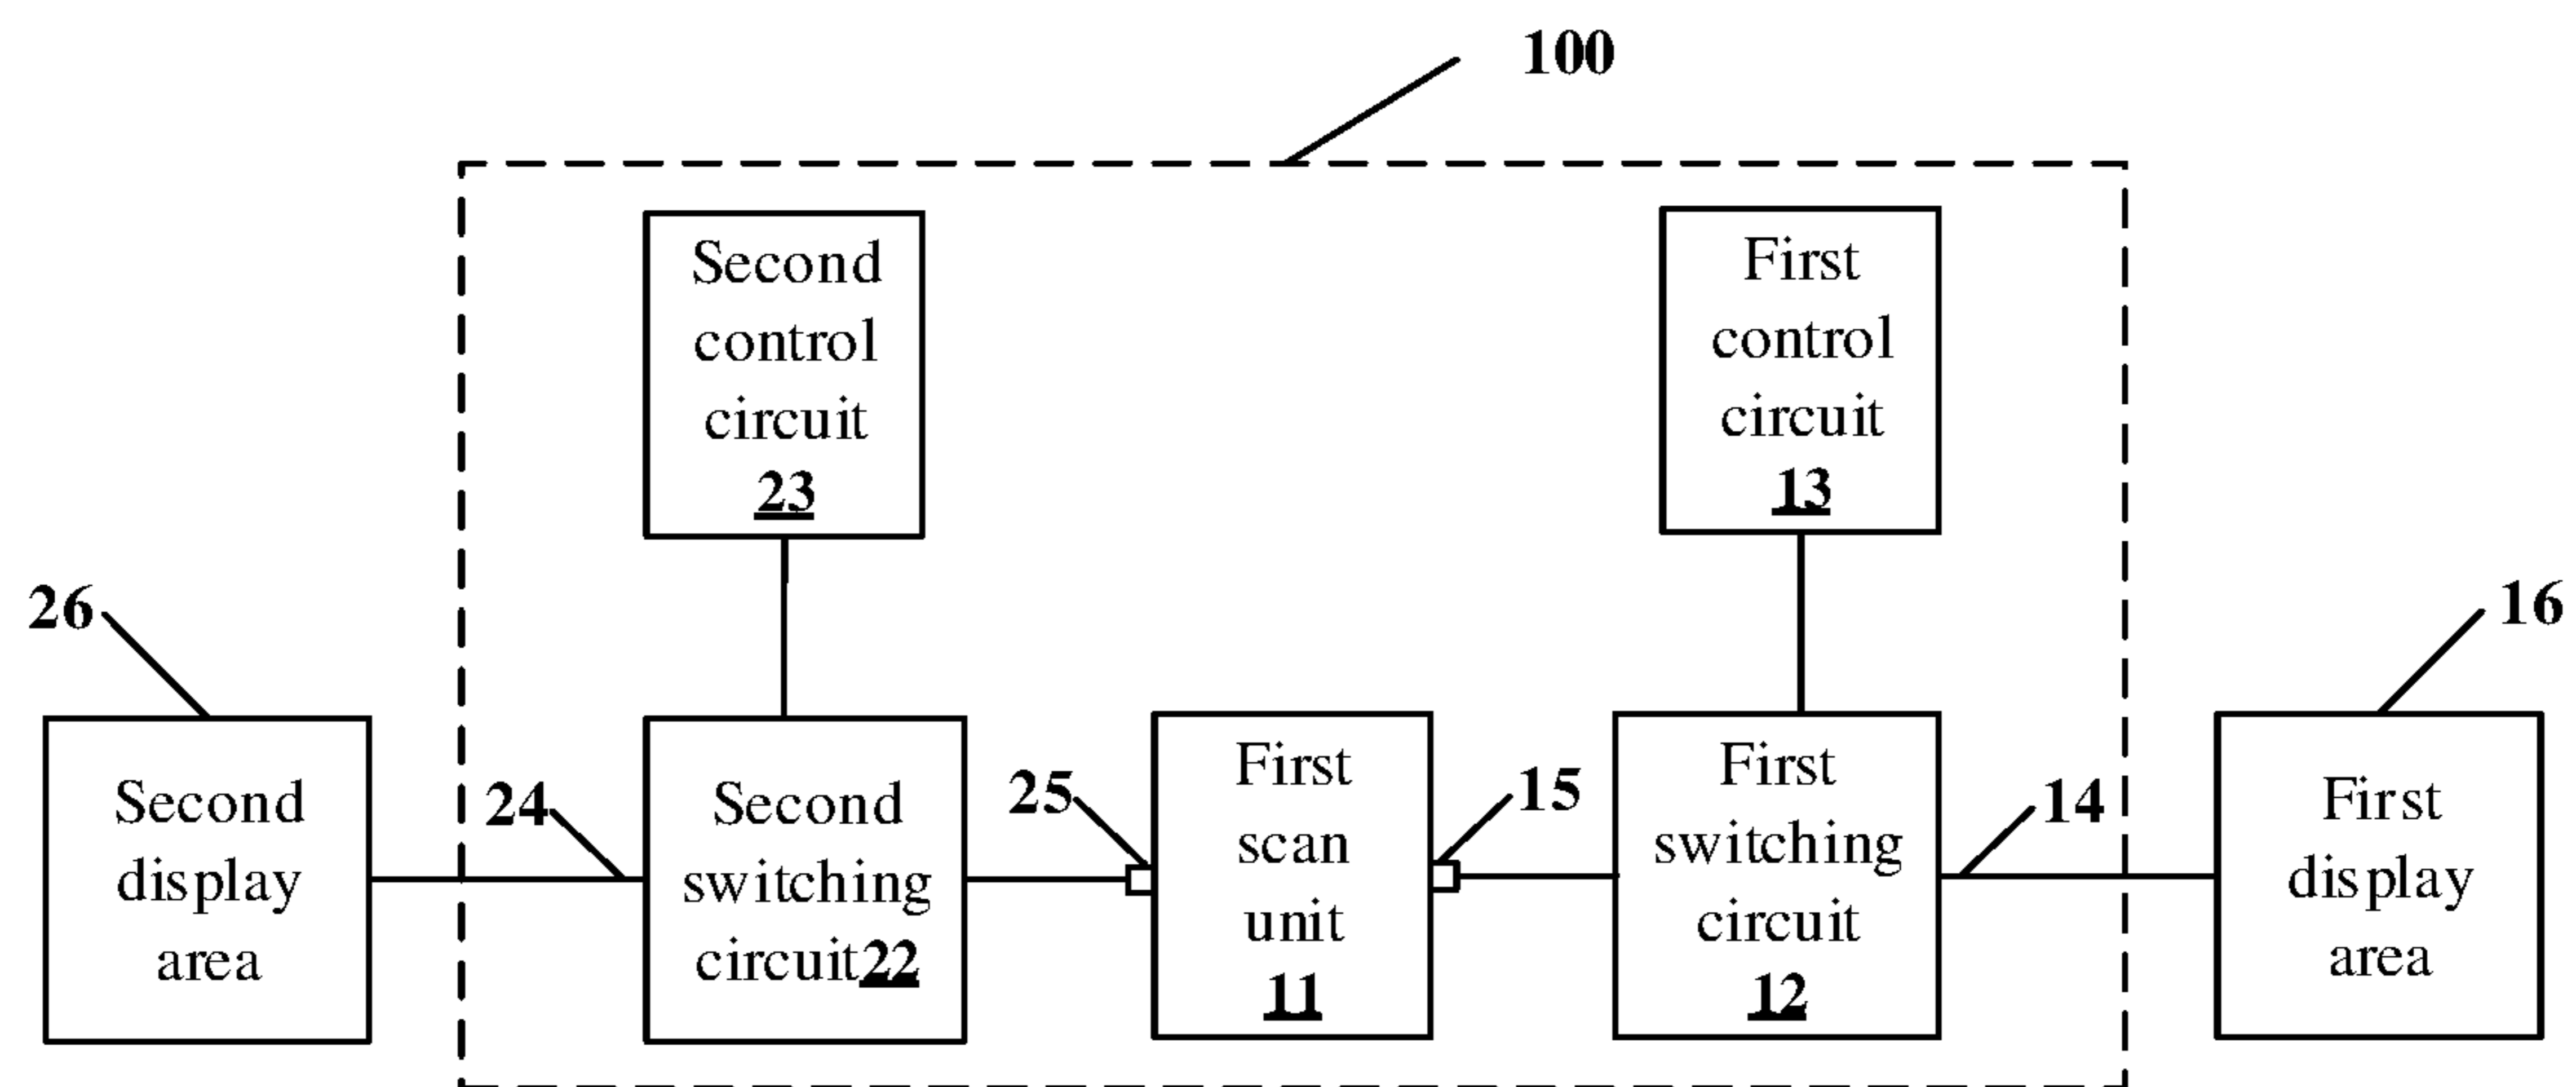 100
Second
control
circuit
23
First
control
circuit
13
26
16
Second
display
area
24
Second
switching
circuit22
25
First
scan
unit
11
15
First
switching
circuit
12
14
First
display
area